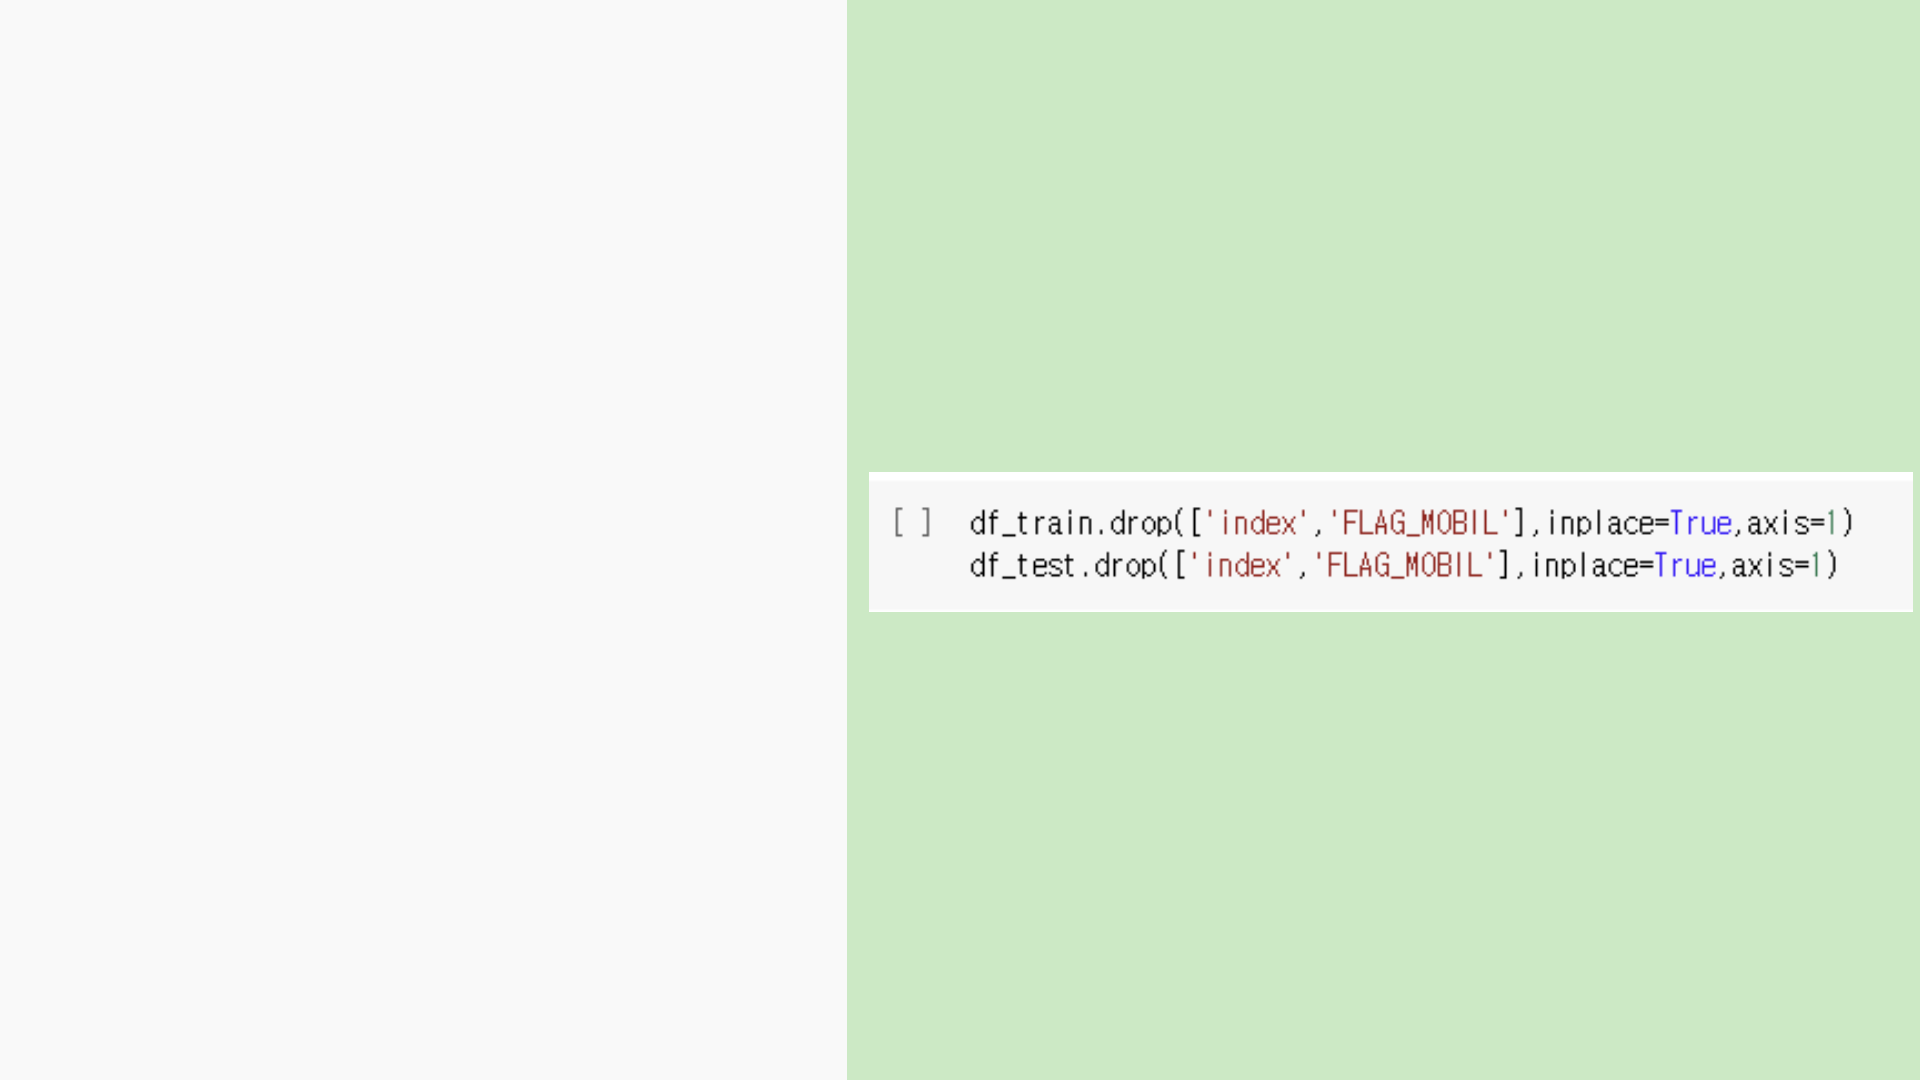 [ ] df_train.drop(['index','FLAG_MOBIL'],inplace=True,axis=1)
df_test.drop(['index','FLAG_MOBIL'],inplace=True,axis=1)